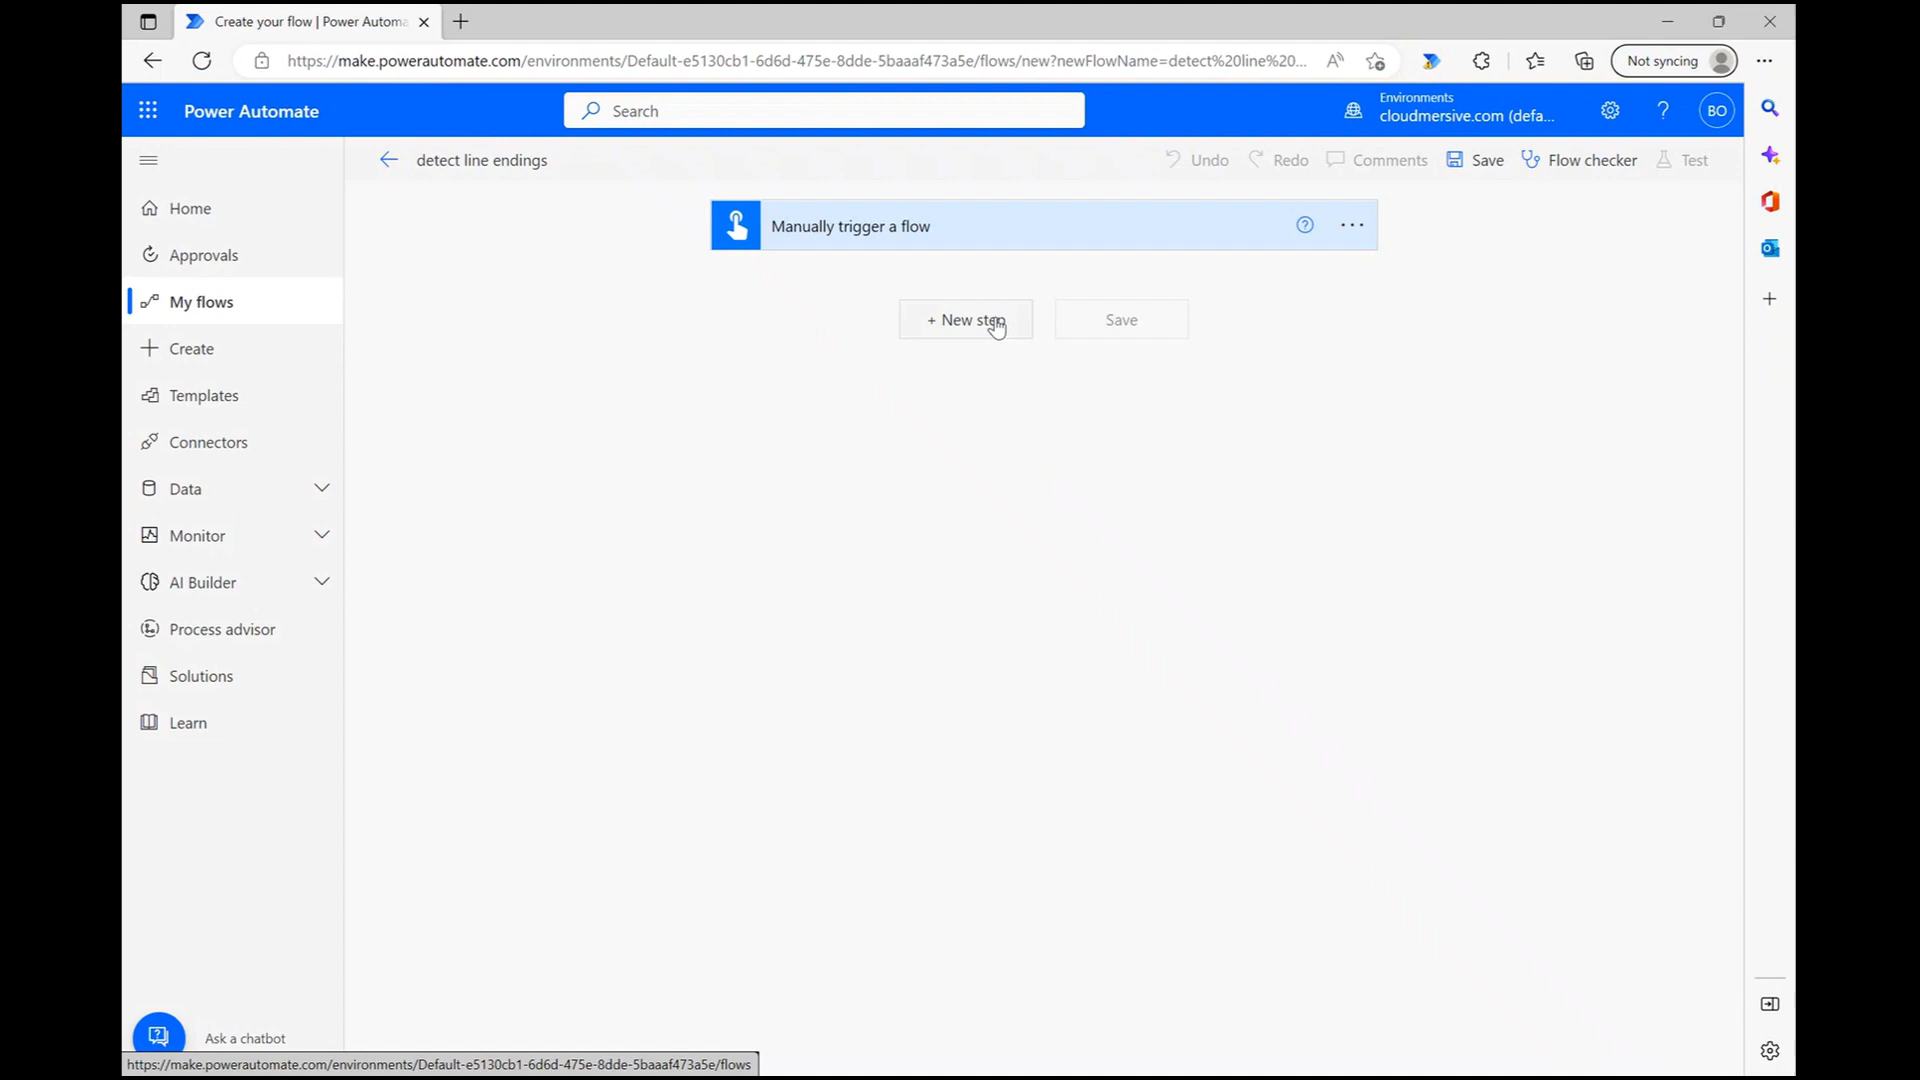 Create your flow | Power Automa
https://make.powerautomate.com/environments/Default-e5130cb1-6d6d-475e-8dde-5baaaf473a5e/flows/new?newFlowName=detect%20line%20...
Not syncing
Power Automate
Search
Environments
cloudmersive.com (defa...
BO
detect line endings
Undo
Redo
Comments
Save
Flow checker
Test
Home
Approvals
My flows
Create
Templates
Connectors
Data
Monitor
AI Builder
Process advisor
Solutions
Learn
Manually trigger a flow
+ New step
Save
Ask a chatbot
https://make.powerautomate.com/environments/Default-e5130cb1-6d6d-475e-8dde-5baaaf473a5e/flows